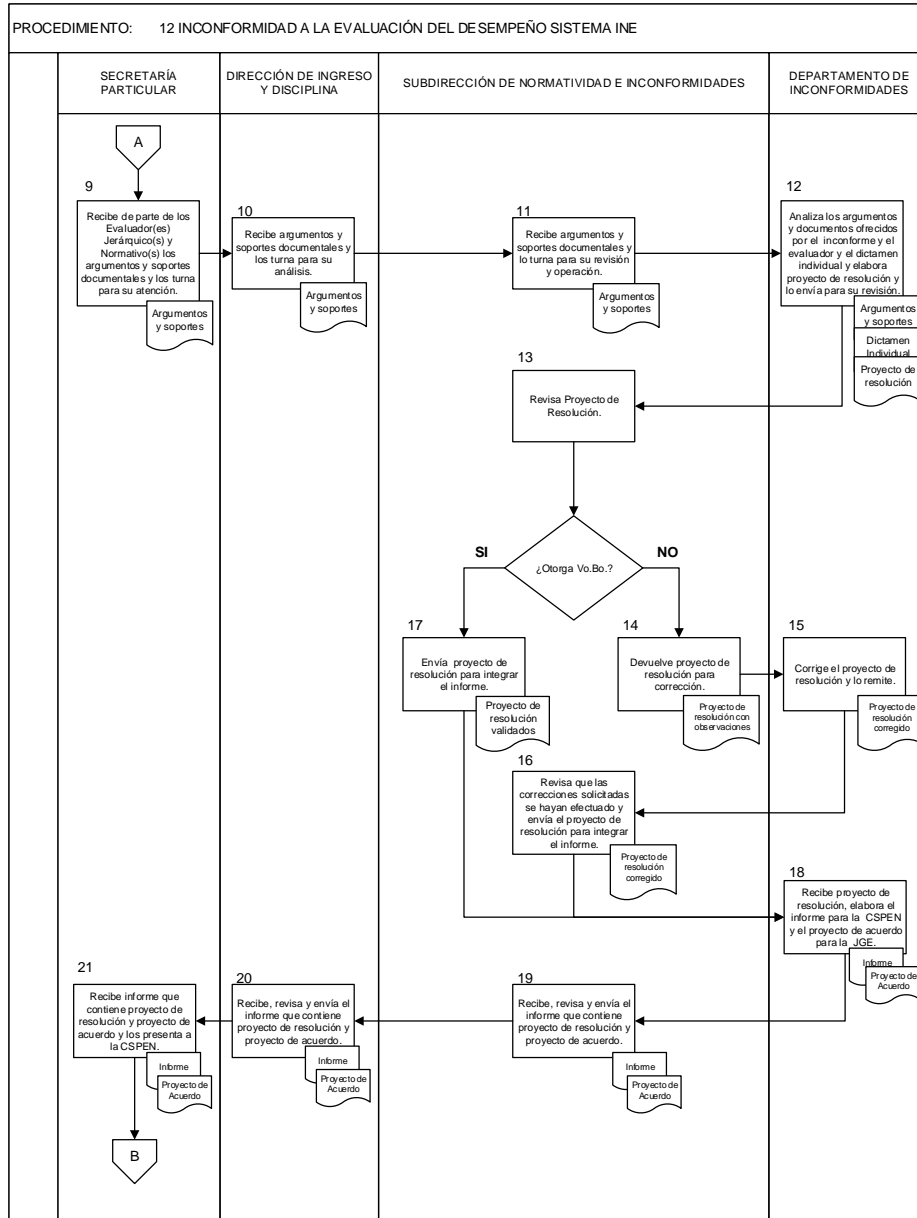 PROCEDIMIENTO: 12 INCONFORMIDAD A LA EVALUACIÓN DEL DESEMPEÑO SISTEMA INE
SECRETARÍA
PARTICULAR
DIRECCIÓN DE INGRESO
Y DISCIPLINA
SUBDIRECCIÓN DE NORMATIVIDAD E INCONFORMIDADES
DEPARTAMENTO DE
INCONFORMIDADES
A
9
Recibe de parte de los
Evaluador(es)
Jerárquico(s) y
Normativo(s) los
argumentos y soportes
documentales y los turna
para su atención.
Argumentos
y soportes
10
Recibe argumentos y
soportes documentales y
los turna para su
análisis.
Argumentos
y soportes
11
Recibe argumentos y
soportes documentales y
lo turna para su revisión
y operación.
Argumentos
y soportes
12
Analiza los argumentos
y documentos ofrecidos
por el inconforme y el
evaluador y el dictamen
individual y elabora
proyecto de resolución y
lo envía para su revisión.
Argumentos
y soportes
Dictamen
Individual
Proyecto de
resolución
13
Revisa Proyecto de
Resolución.
SI
¿Otorga Vo.Bo.?
NO
17
Envía proyecto de
resolución para integrar
el informe.
Proyecto de
resolución
validados
14
Devuelve proyecto de
resolución para
corrección.
Proyecto de
resolución con
observaciones
15
Corrige el proyecto de
resolución y lo remite.
Proyecto de
resolución
corregido
16
Revisa que las
correcciones solicitadas
se hayan efectuado y
envía el proyecto de
resolución para integrar
el informe.
Proyecto de
resolución
corregido
18
Recibe proyecto de
resolución, elabora el
informe para la CSPEN
y el proyecto de acuerdo
para la JGE.
Informe
Proyecto de
Acuerdo
21
Recibe informe que
contiene proyecto de
resolución y proyecto de
acuerdo y los presenta a
la CSPEN.
Informe
Proyecto de
Acuerdo
20
Recibe, revisa y envía el
informe que contiene
proyecto de resolución y
proyecto de acuerdo.
Informe
Proyecto de
Acuerdo
19
Recibe, revisa y envía el
informe que contiene
proyecto de resolución y
proyecto de acuerdo.
Informe
Proyecto de
Acuerdo
B